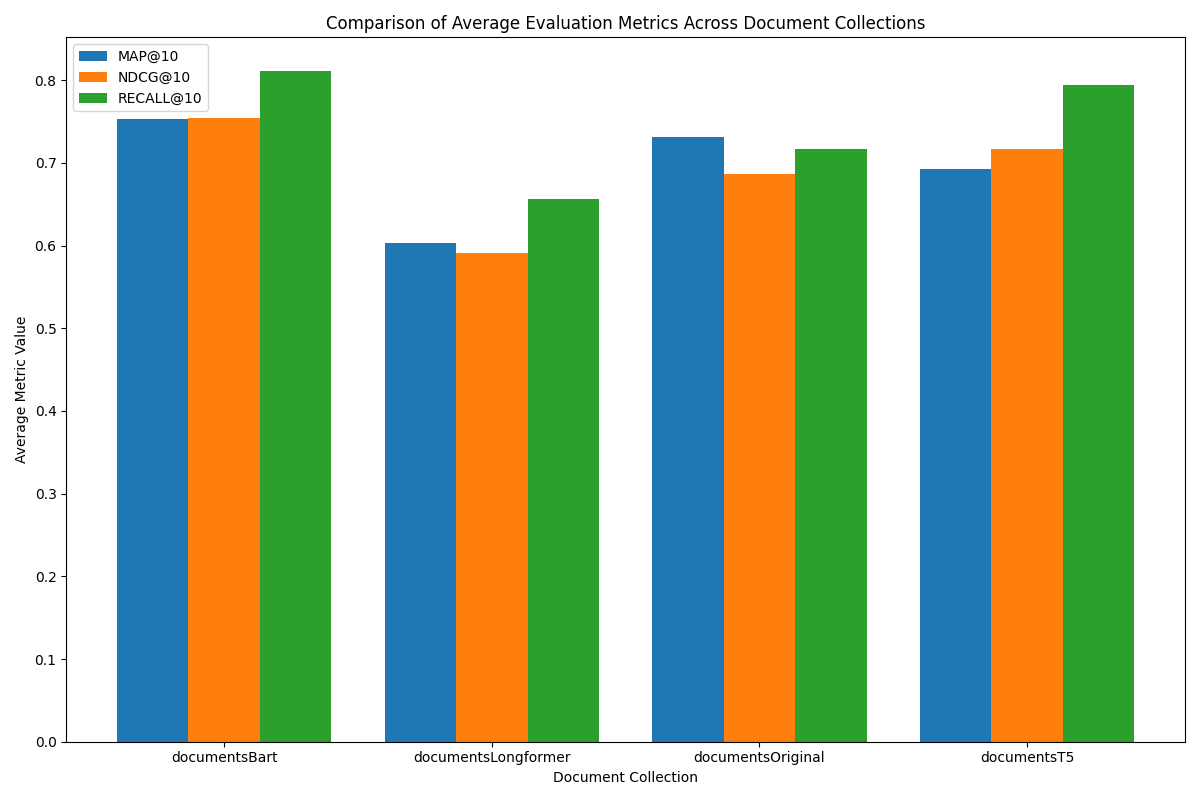 Comparison of Average Evaluation Metrics Across Document Collections
MAP@10
NDCG@10
RECALL@10
Average Metric Value
0.8
0.7
0.6
0.5
0.4
0.3
0.2
0.1
0.0
documentsBart
documentsLongformer
documentsOriginal
documentsT5
Document Collection